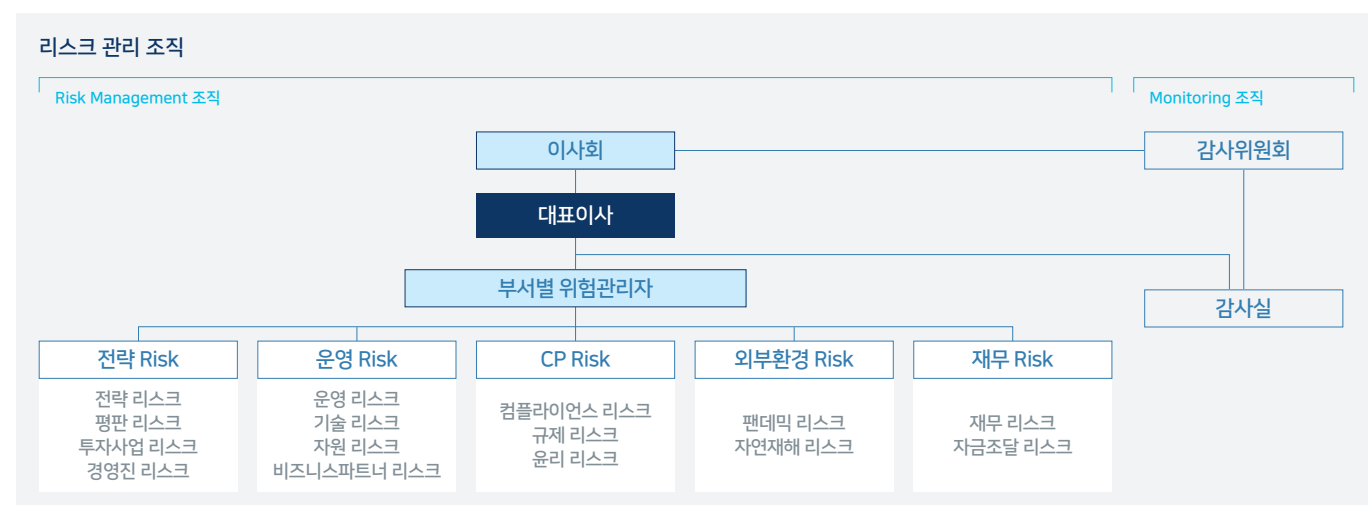 리스크 관리 조직
Risk Management 조직
Monitoring 조직
이사회
감사위원회
대표이사
부서별 위험관리자
감사실
전략 Risk
전략 리스크
평판 리스크
투자사업 리스크
경영진 리스크
운영 Risk
운영 리스크
기술 리스크
자원 리스크
비즈니스파트너 리스크
CP Risk
컴플라이언스 리스크
규제 리스크
윤리 리스크
외부환경 Risk
팬데믹 리스크
자연재해 리스크
재무 Risk
재무 리스크
자금조달 리스크